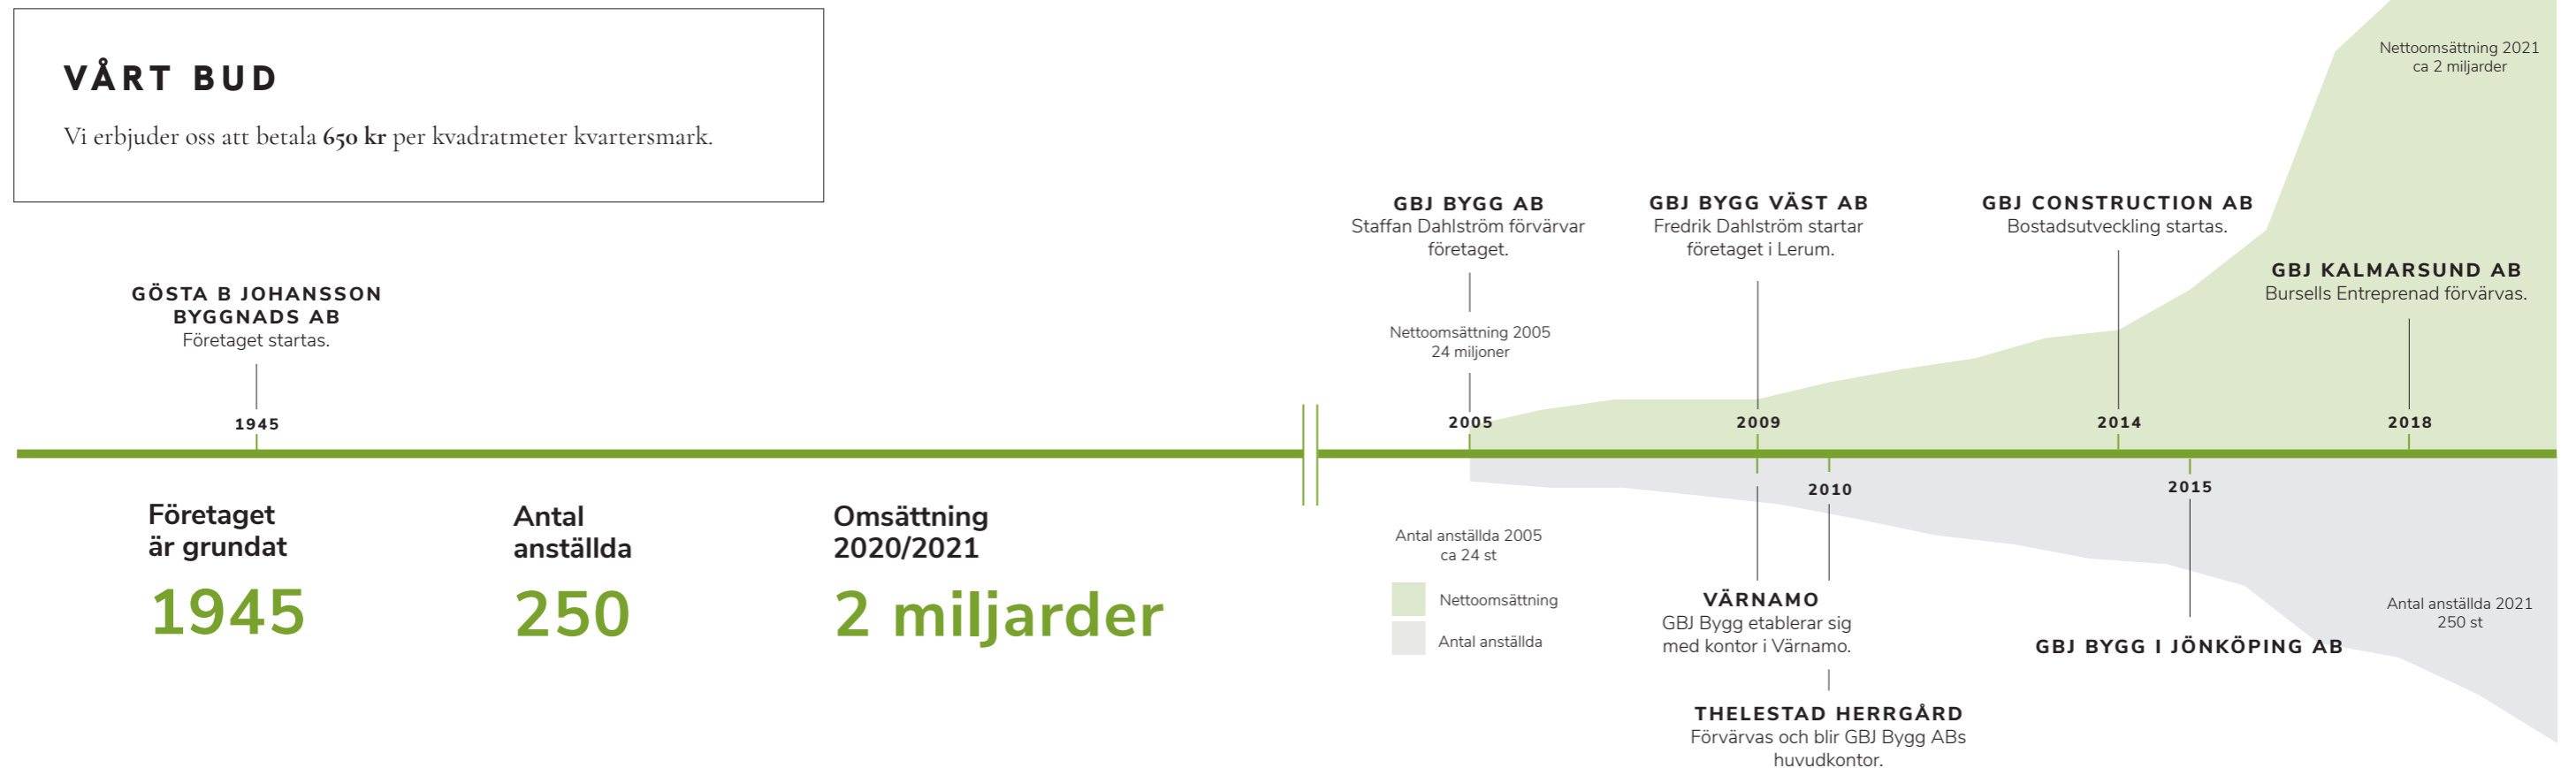 VÅRT BUD
Vi erbjuder oss att betala 650 kr per kvadratmeter kvartersmark.
Nettoomsättning 2021
ca 2 miljarder
GÖSTA B JOHANSSON
BYGGNADS AB
Företaget startas.
1945
GBJ BYGG AB
Staffan Dahlström förvärvar
företaget.
Nettoomsättning 2005
24 miljoner
2005
GBJ BYGG VÄST AB
Fredrik Dahlström startar
företaget i Lerum.
2009
GBJ CONSTRUCTION AB
Bostadsutveckling startas.
2014
GBJ KALMARSUND AB
Bursells Entreprenad förvärvas.
2018
Företaget
är grundat
1945
Antal
anställda
250
Omsättning
2020/2021
2 miljarder
Antal anställda 2005
ca 24 st
Nettoomsättning
Antal anställda
VÄRNAMO
GBJ Bygg etablerar sig
med kontor i Värnamo.
2010
THELESTAD HERRGÅRD
Förvärvas och blir GBJ Bygg ABs
huvudkontor.
2015
GBJ BYGG I JÖNKÖPING AB
Antal anställda 2021
250 st